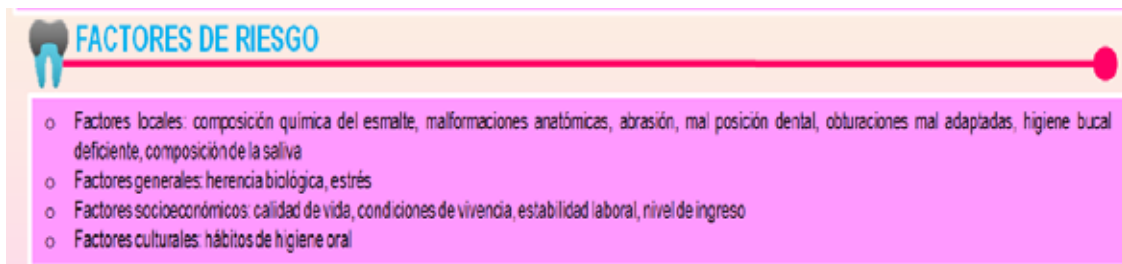 FACTORES DE RIESGO
o Factores locales: composición química del esmalte, malformaciones anatómicas, abrasión, mal posición dental, obturaciones mal adaptadas, higiene bucal
deficiente, composición de la saliva
o Factores generales: herencia biológica, estrés
o Factores socioeconómicos: calidad de vida, condiciones de vivencia, estabilidad laboral, nivel de ingreso
o Factores culturales: hábitos de higiene oral